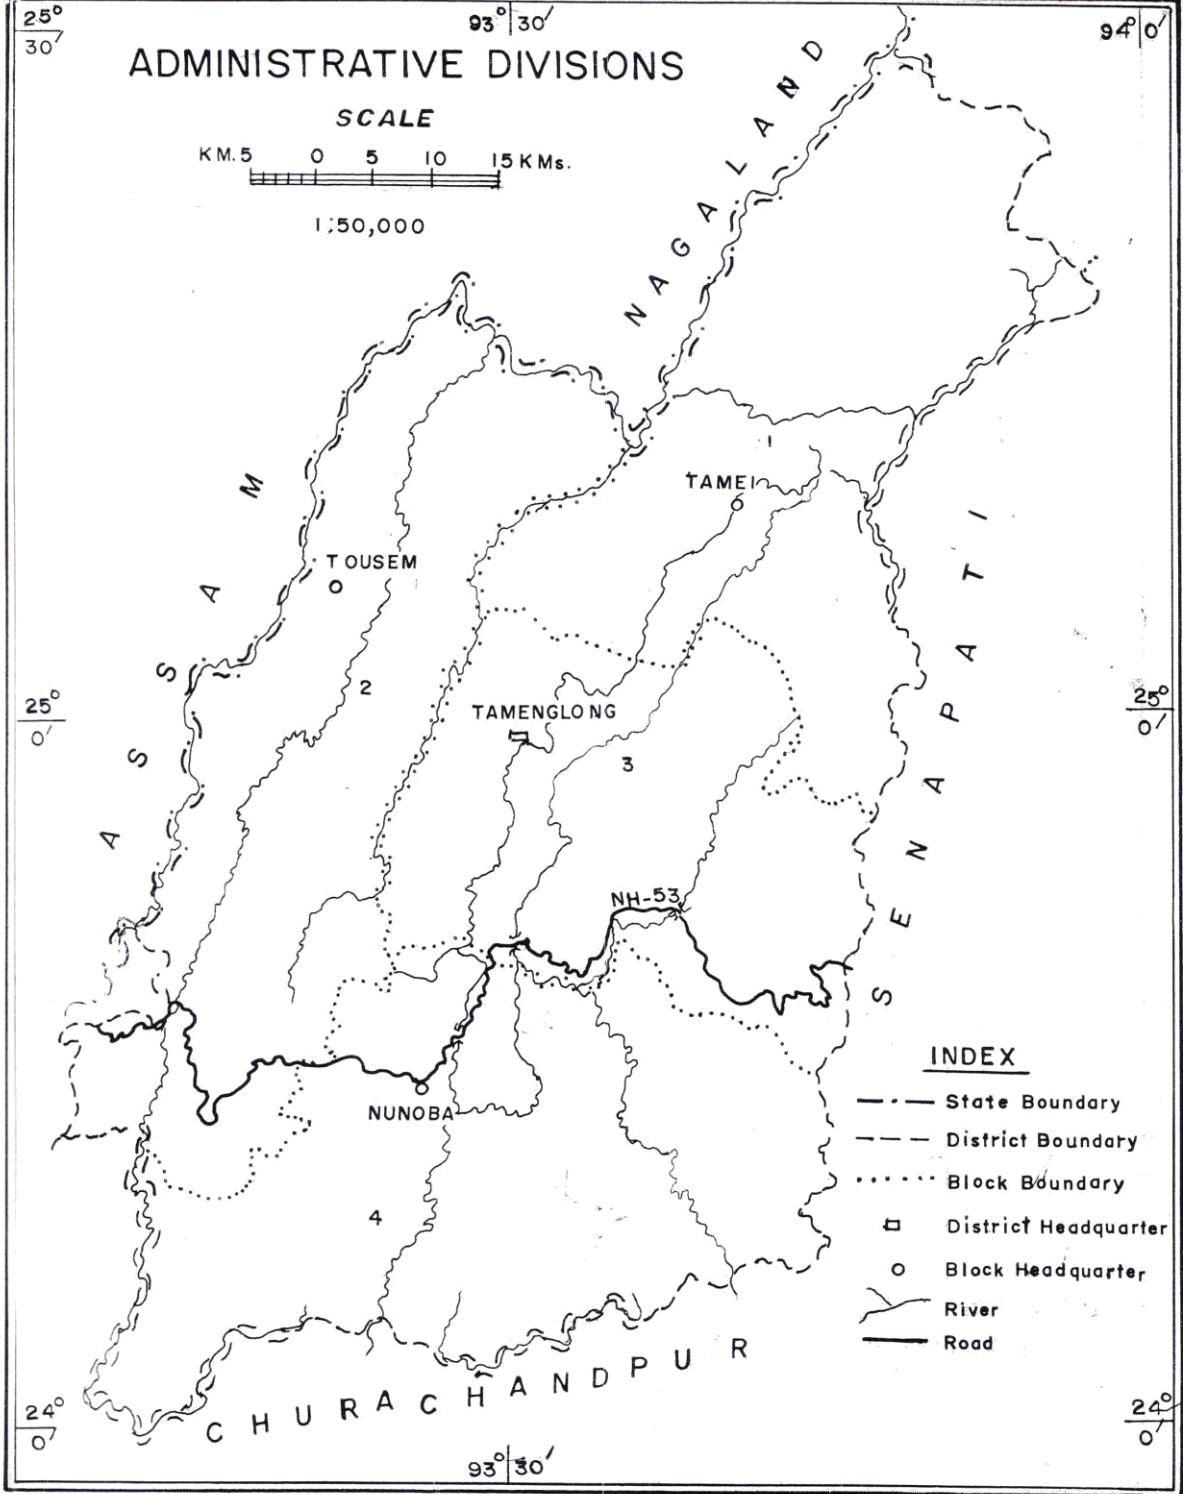 25°
30'
93° 30'
94° 0'
ADMINISTRATIVE DIVISIONS
SCALE
KM.5 0 5 10 15 KMs.
1:50,000
NAGALAND
ASSAM
1
TAMEI
TOUSEM
2
25°
0'
TAMENGLONG
3
25°
0'
SENAPATI
NH-53
NUNOBA
4
INDEX
State Boundary
District Boundary
Block Boundary
District Headquarter
Block Headquarter
River
Road
CHURACHANDPUR
24°
0'
93° 30'
24°
0'